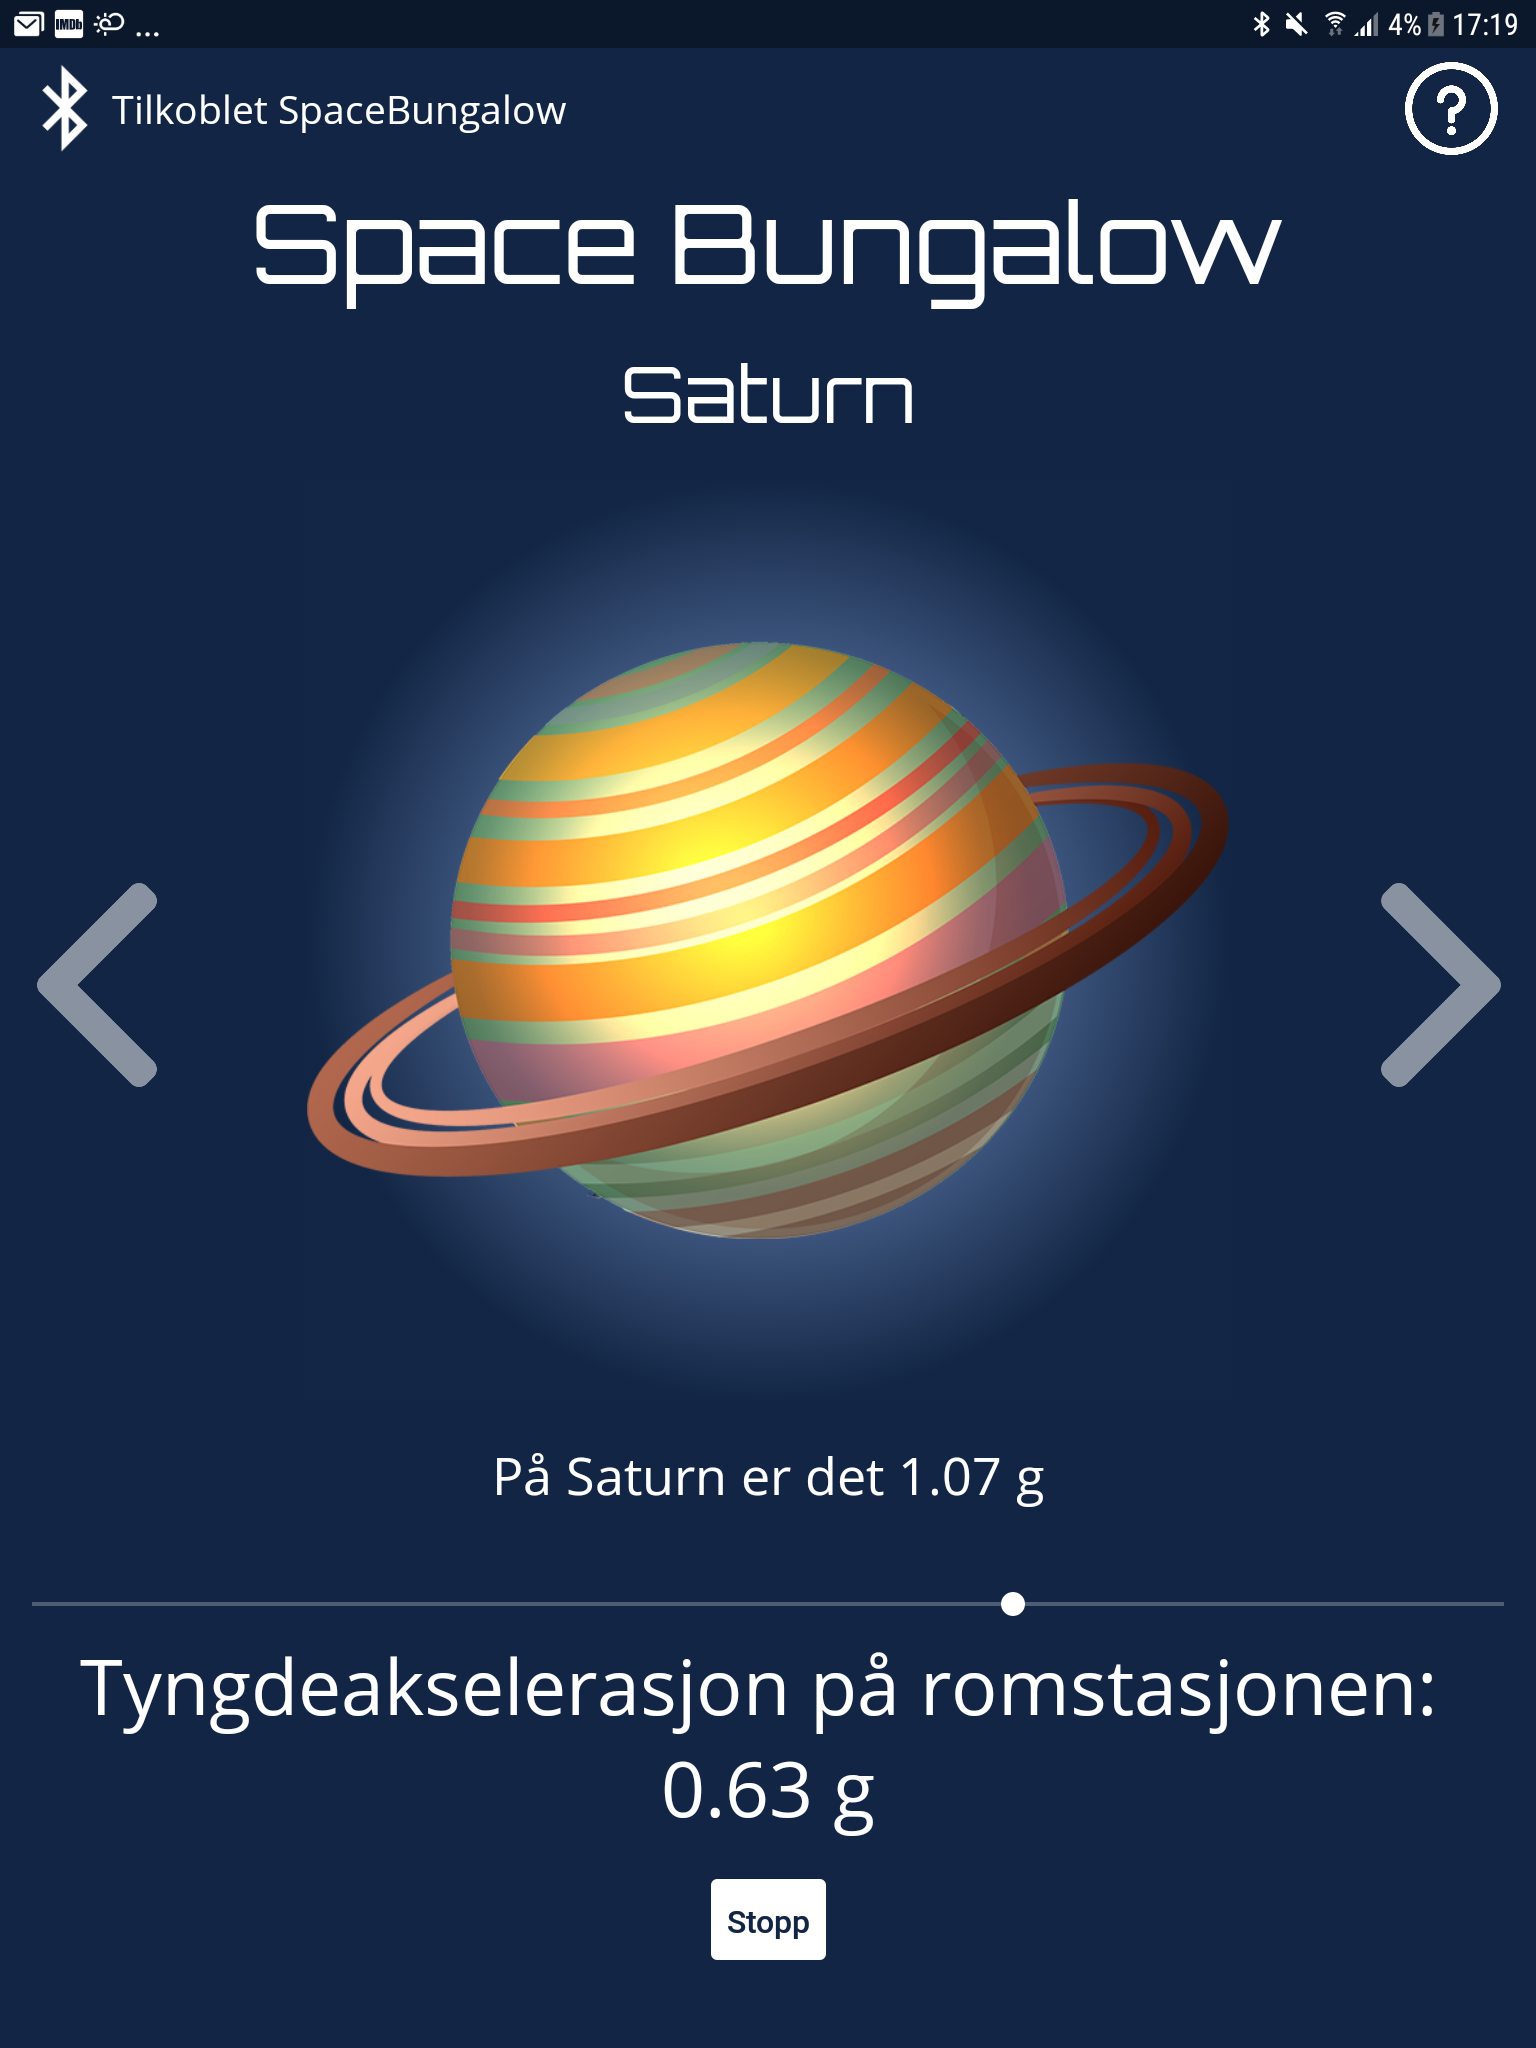 IMDb ... 4% 17:19
Tilkoblet SpaceBungalow ?
Space Bungalow
Saturn
På Saturn er det 1.07 g
Tyngdeakselerasjon på romstasjonen:
0.63 g
Stopp